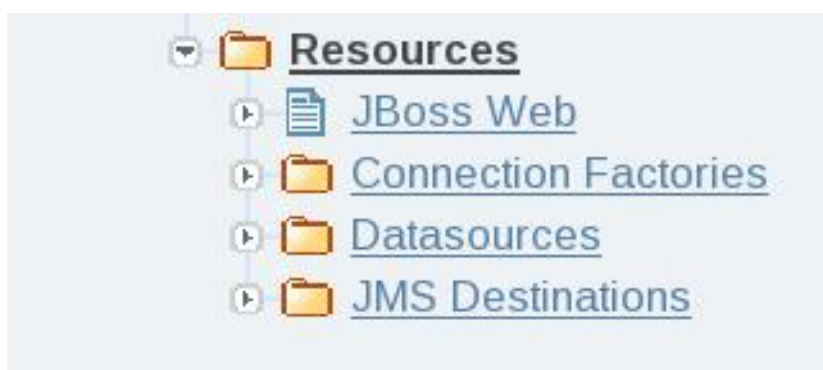 Resources
JBoss Web
Connection Factories
Datasources
JMS Destinations